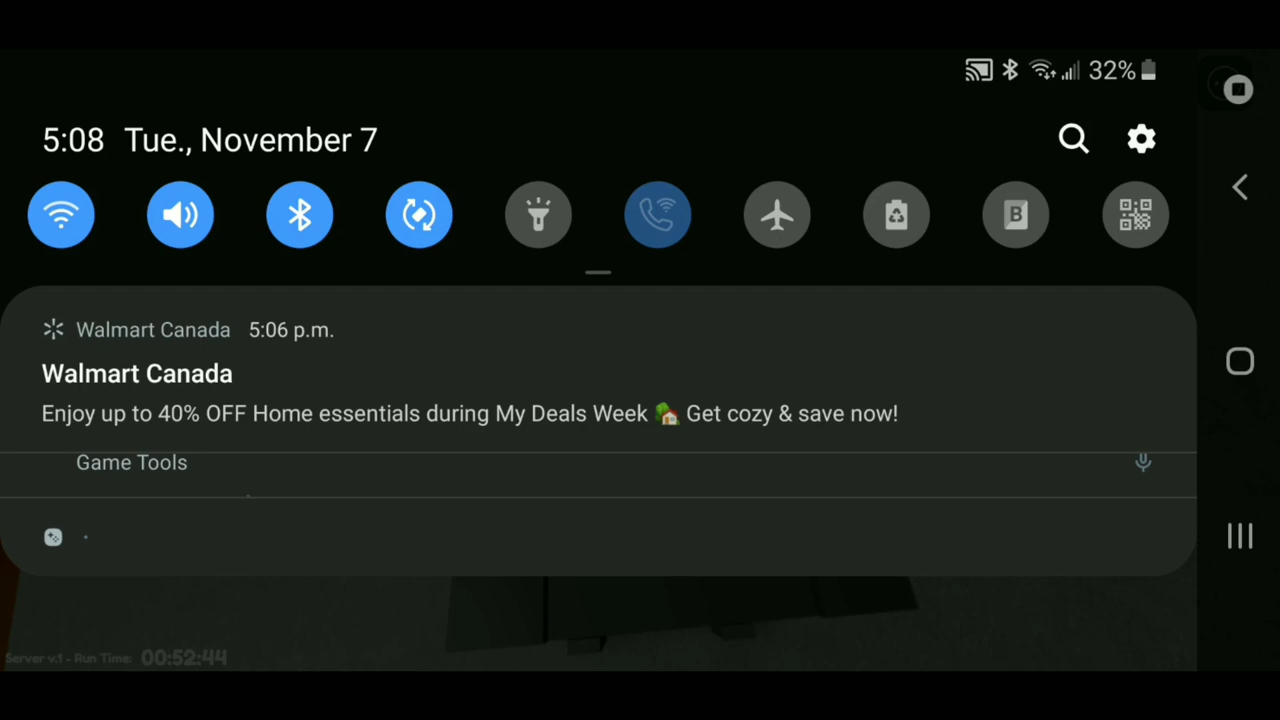 32%
5:08 Tue., November 7
B
Walmart Canada 5:06 p.m.
Walmart Canada
Enjoy up to 40% OFF Home essentials during My Deals Week 🏡 Get cozy & save now!
Game Tools
Server v.1 - Run Time: 00:52:44